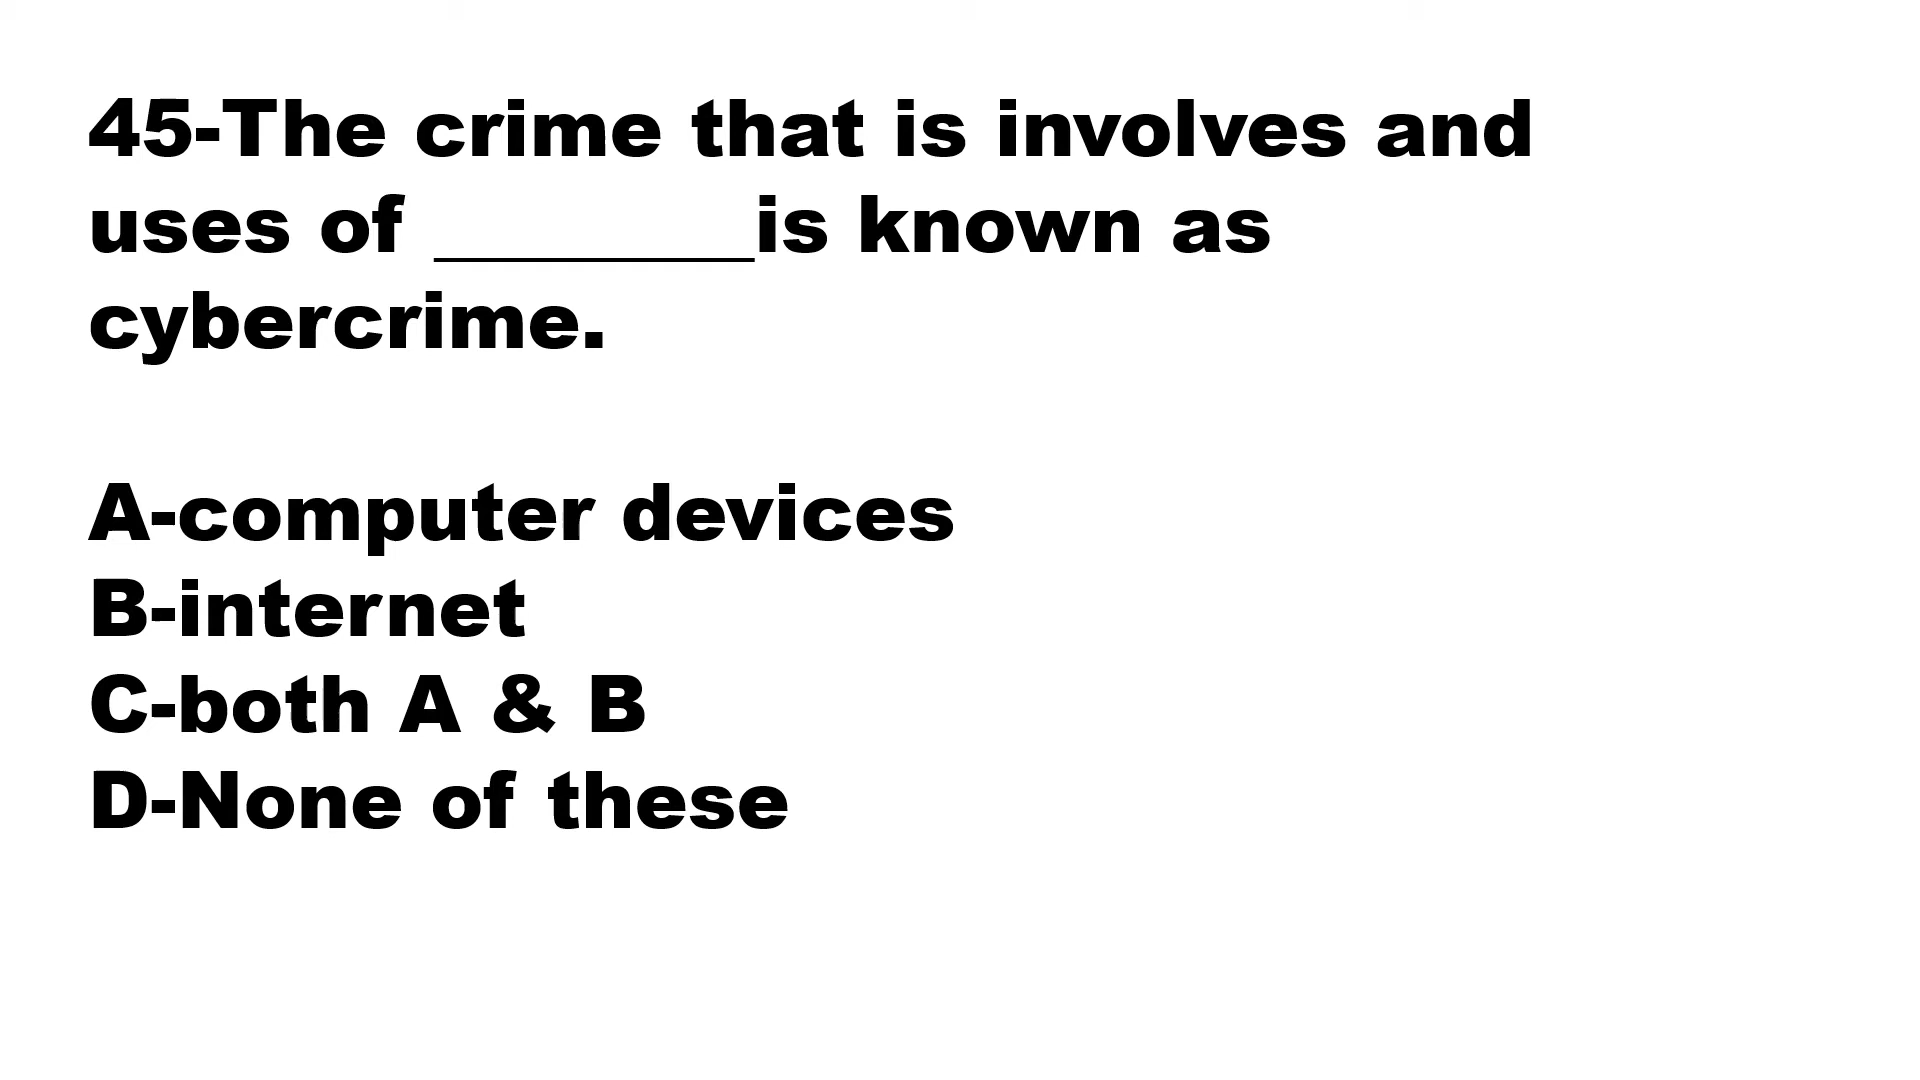 45-The crime that is involves and
uses of __________is known as
cybercrime.
A-computer devices
B-internet
C-both A & B
D-None of these